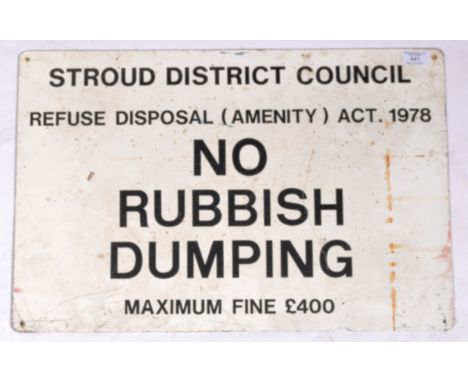 STROUD DISTRICT COUNCIL
REFUSE DISPOSAL (AMENITY) ACT. 1978
NO
RUBBISH
DUMPING
MAXIMUM FINE £400